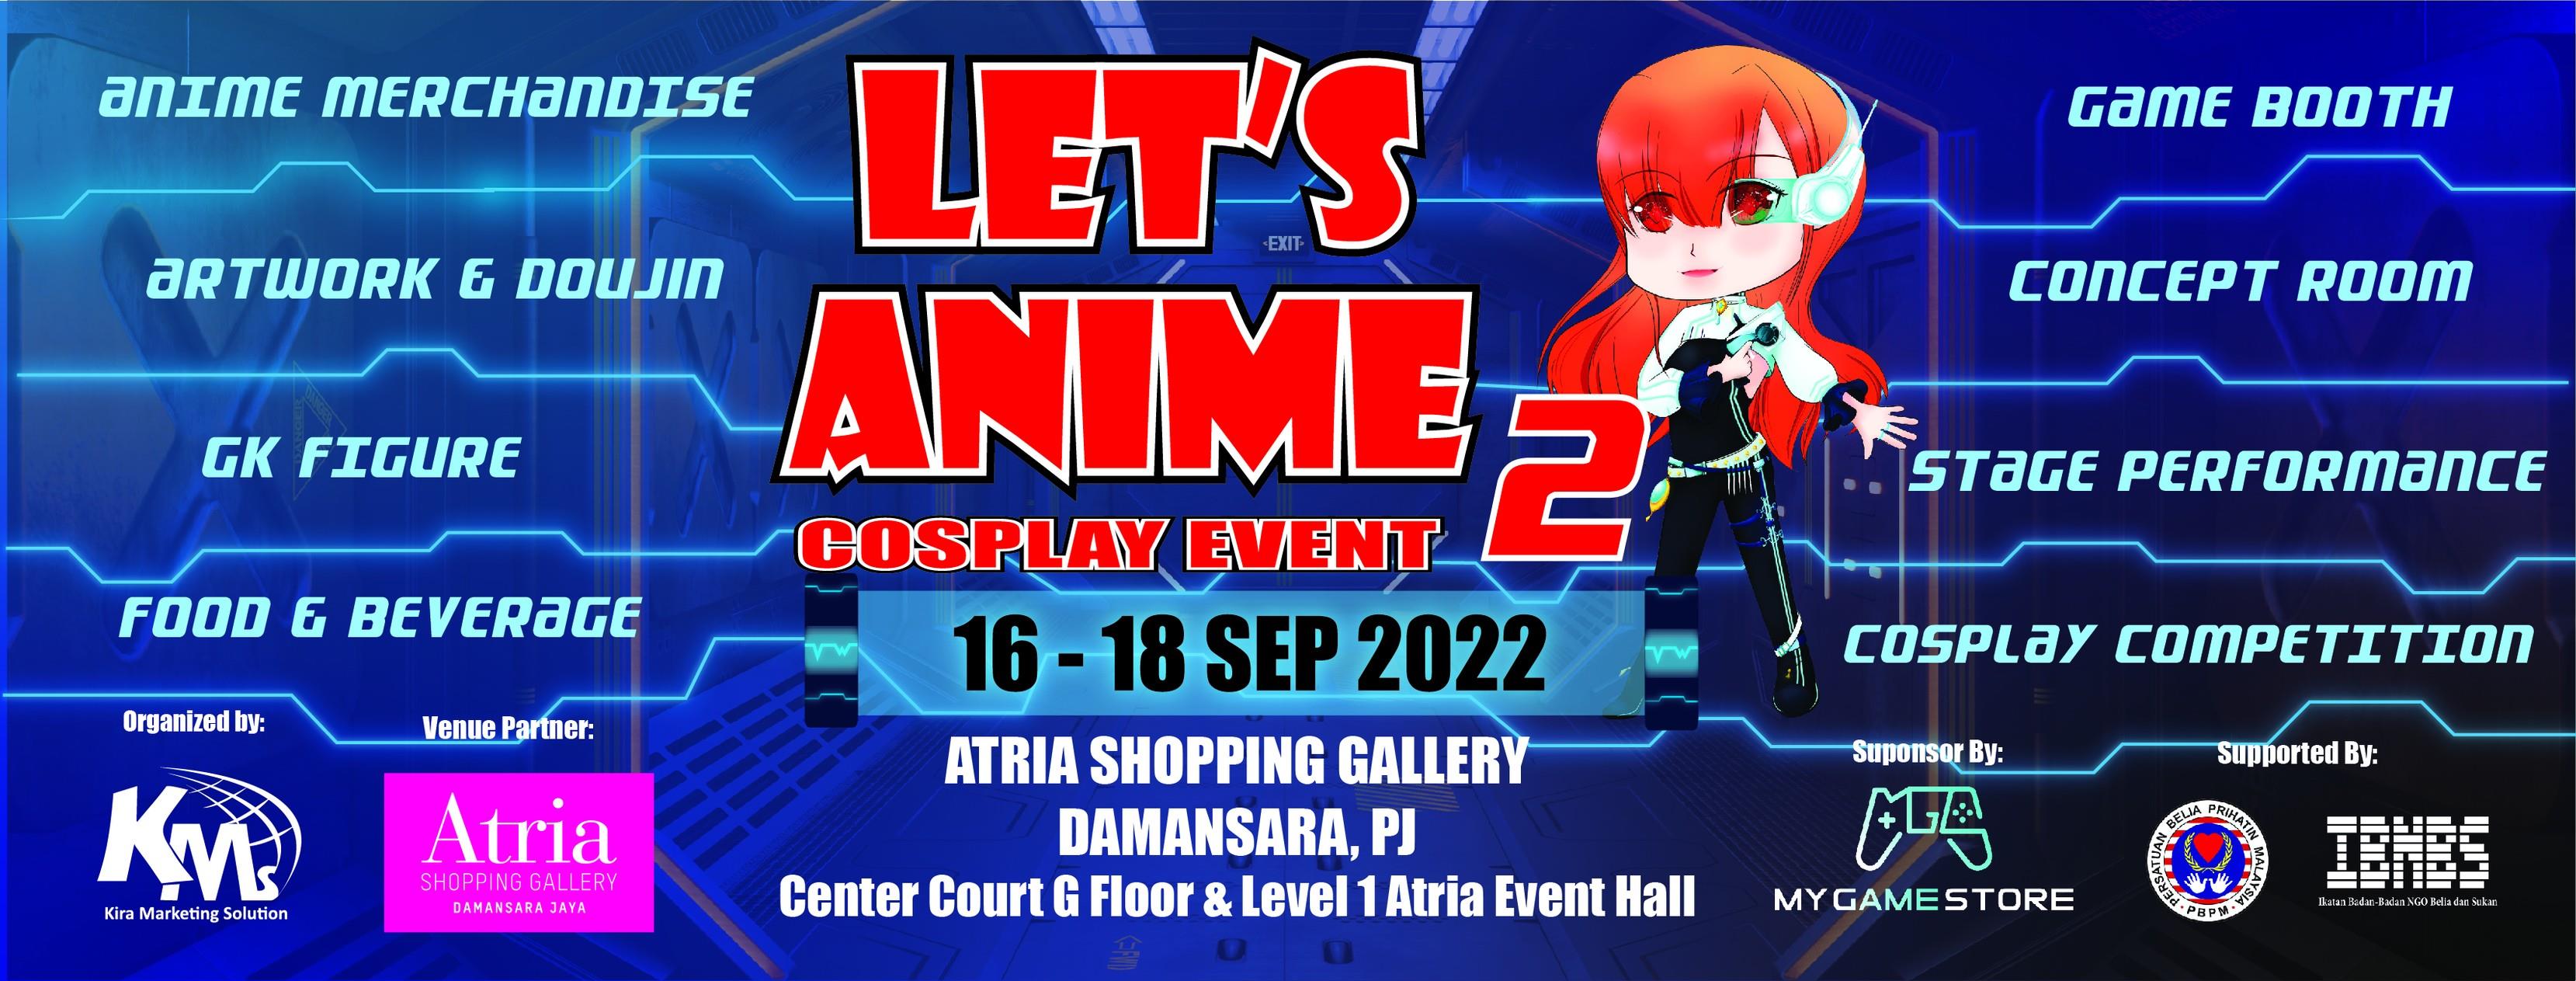 ANIME MERCHANDISE
ARTWORK & DOUJIN
GK FIGURE
FOOD & BEVERAGE
Organized by:
KMs
Kira Marketing Solution
Venue Partner:
Atria
SHOPPING GALLERY
DAMANSARA JAYA
LET'S
ANIME
2
COSPLAY EVENT
EXIT
DANGER
16 - 18 SEP 2022
ATRIA SHOPPING GALLERY
DAMANSARA, PJ
Center Court G Floor & Level 1 Atria Event Hall
GAME BOOTH
CONCEPT ROOM
STAGE PERFORMANCE
COSPLAY COMPETITION
Suponsor By:
MGS
MYGAMESTORE
Supported By:
PERSATUAN BELIA PRIHATIN MALAYSIA
PBPM
IBNBS
Ikatan Badan-Badan NGO Belia dan Sukan